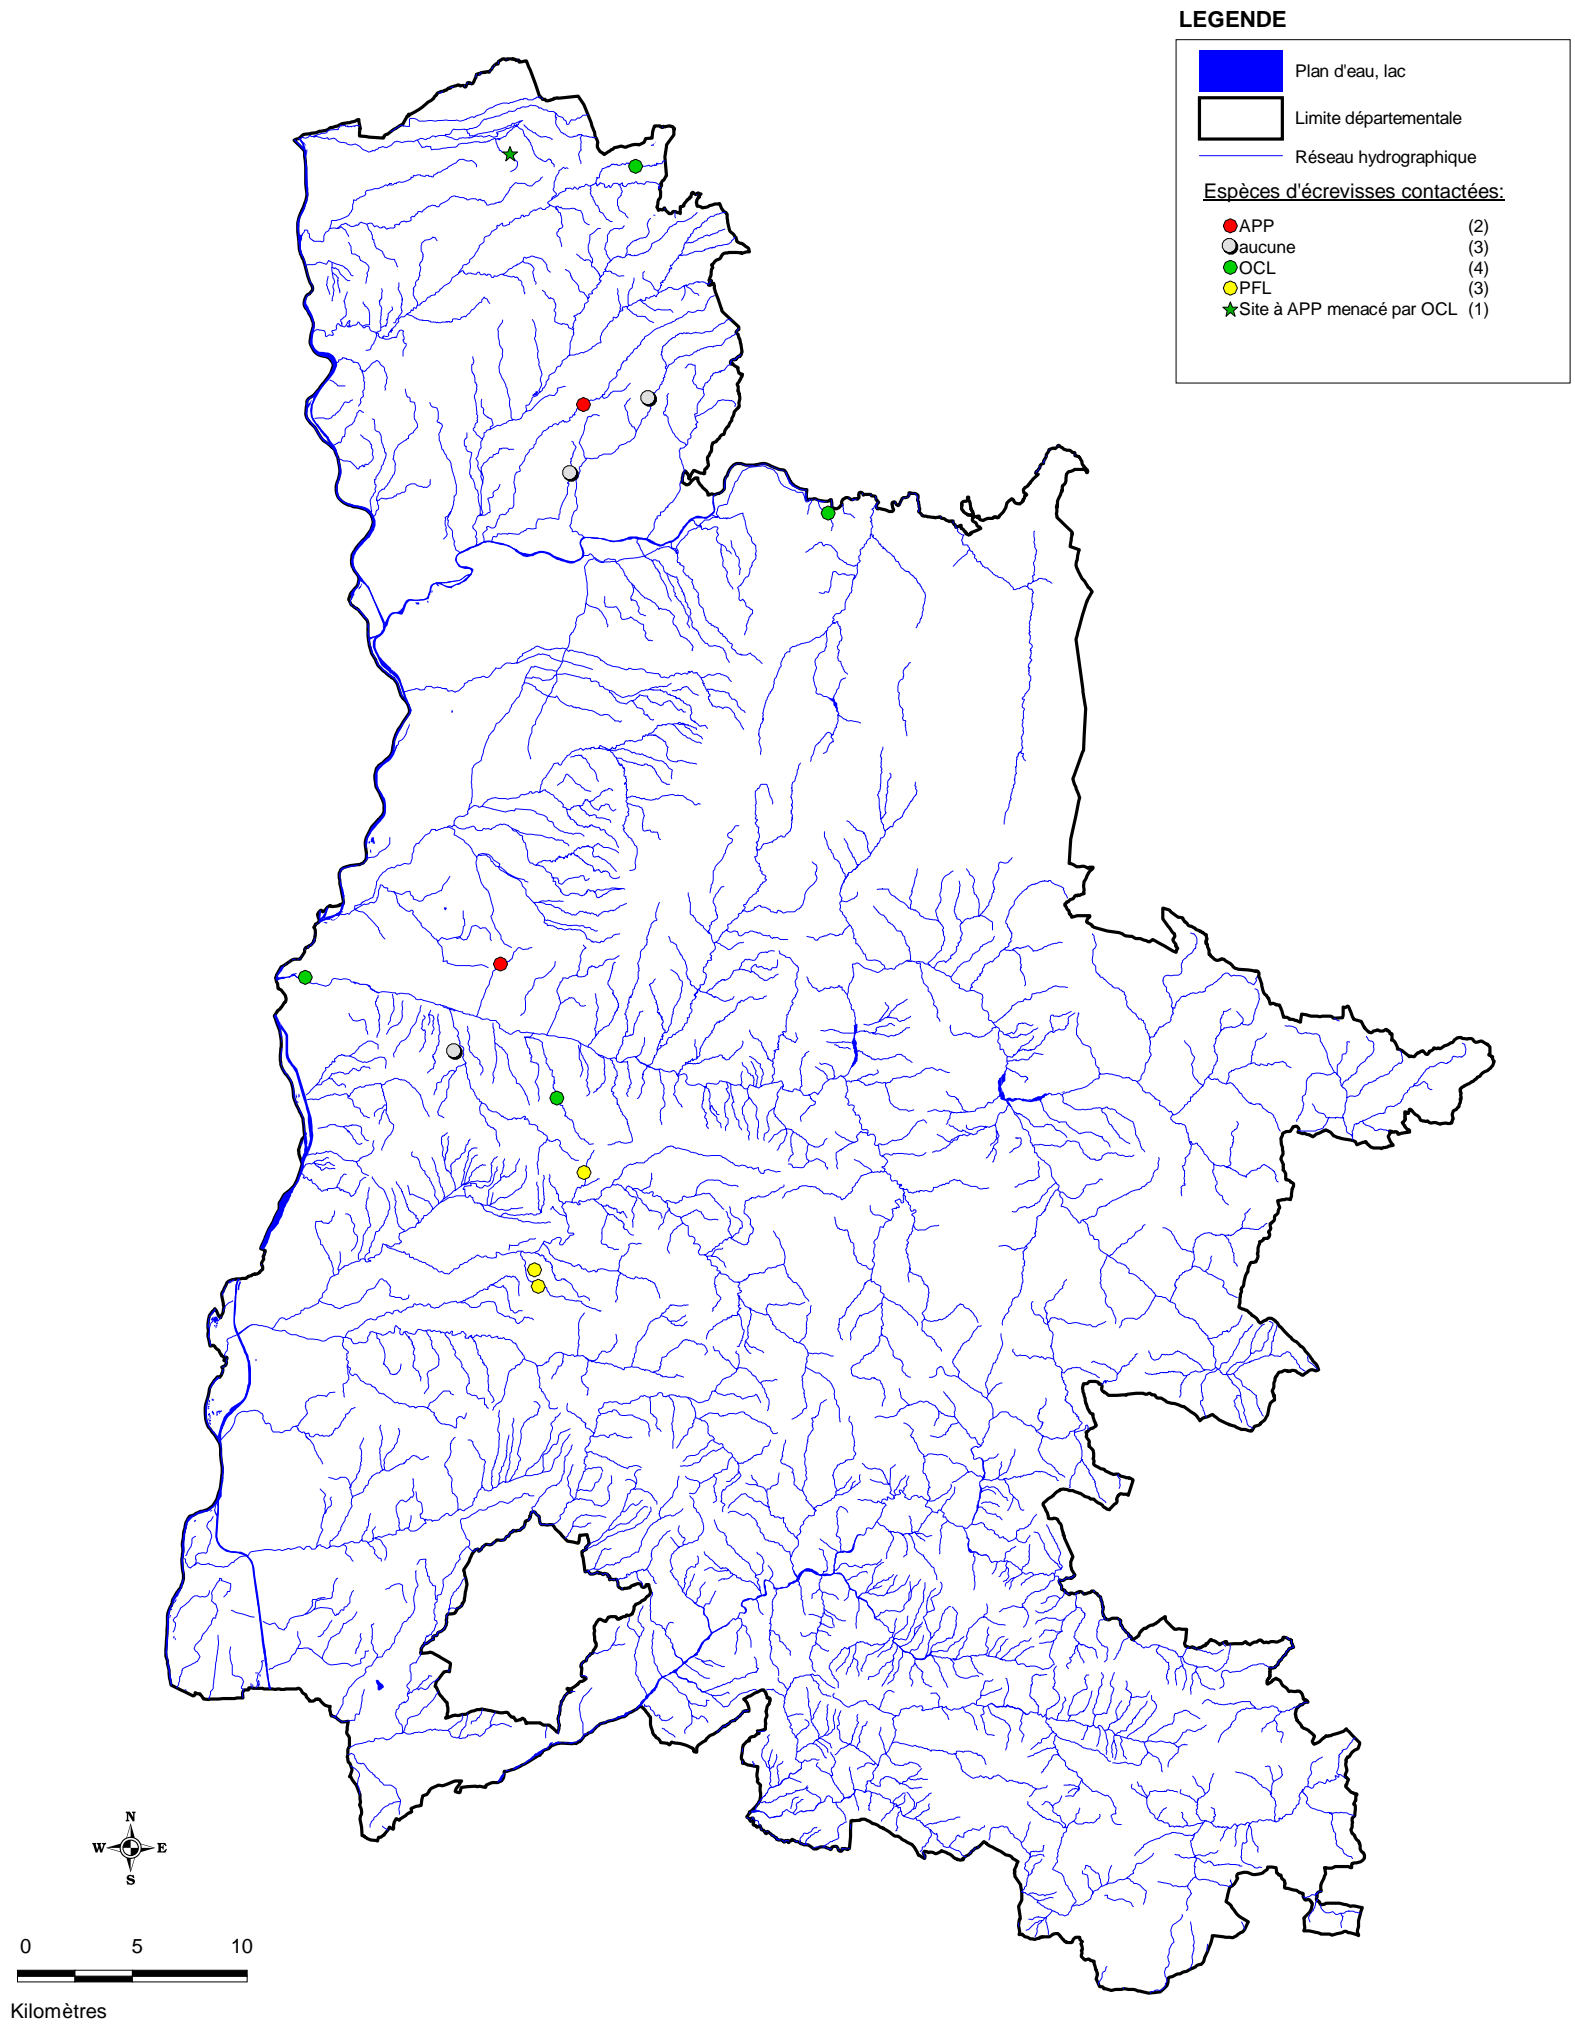 LEGENDE
Plan d'eau, lac
Limite départementale
Réseau hydrographique
Espèces d'écrevisses contactées:
APP (2)
aucune (3)
OCL (4)
PFL (3)
Site à APP menacé par OCL (1)
N
W E
S
0 5 10
Kilomètres